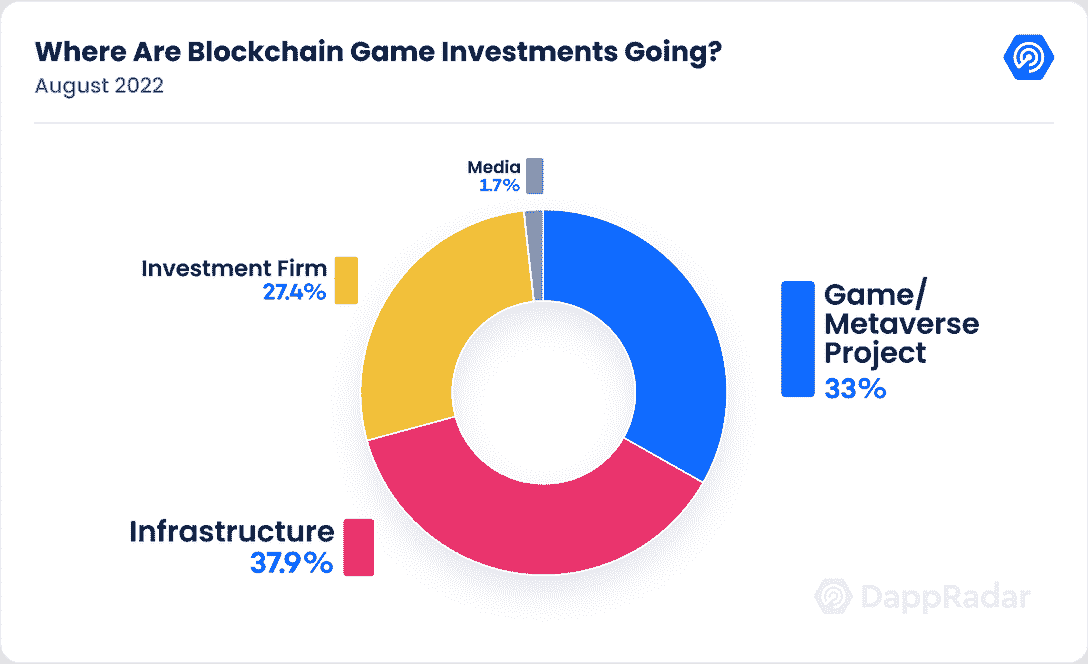 Where Are Blockchain Game Investments Going?
August 2022
Media
1.7%
Investment Firm
27.4%
Game/
Metaverse
Project
33%
Infrastructure
37.9%
DappRadar